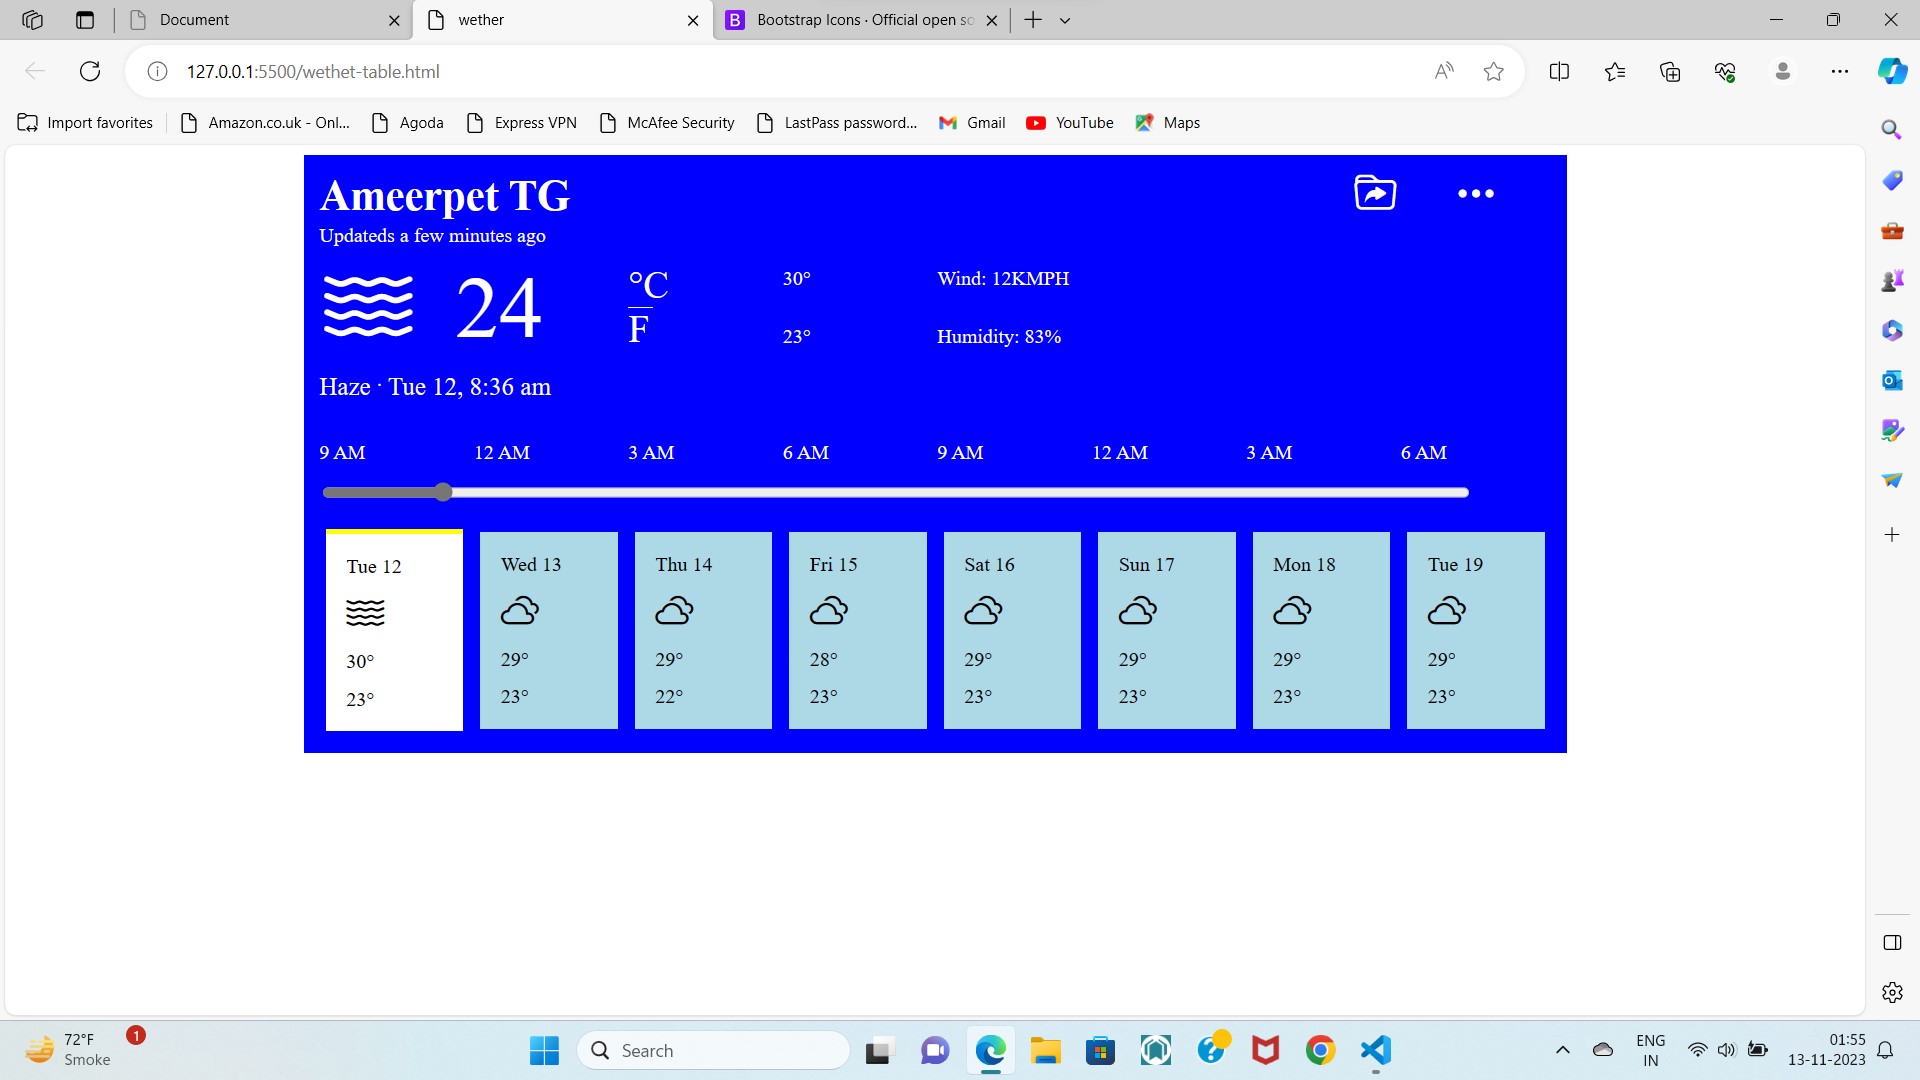 Document
wether
B
Bootstrap Icons · Official open so
127.0.0.1:5500/wethet-table.html
Import favorites
Amazon.co.uk - Onl...
Agoda
Express VPN
McAfee Security
LastPass password...
Gmail
YouTube
Maps
Ameerpet TG
Updateds a few minutes ago
24
°C
F
30°
Wind: 12KMPH
23°
Humidity: 83%
Haze · Tue 12, 8:36 am
9 AM 12 AM 3 AM 6 AM 9 AM 12 AM 3 AM 6 AM
Tue 12 Wed 13 Thu 14 Fri 15 Sat 16 Sun 17 Mon 18 Tue 19
30° 29° 29° 28° 29° 29° 29° 29°
23° 23° 22° 23° 23° 23° 23° 23°
72°F
Smoke
1
Search
ENG
IN
01:55
13-11-2023